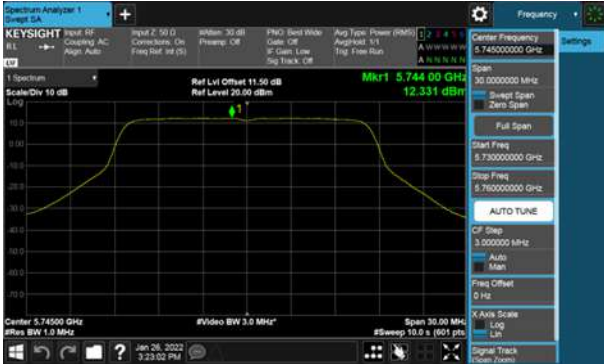 Spectrum Analyzer 1
Swept SA
+
Frequency
KEYSIGHT Input: RF
RL Coupling: AC
Align: Auto
Input Z: 50 Ω
Corrections: On
Freq Ref: Int (S)
#Atten: 30 dB
Preamp: Off
PNO: Best Wide
Gate: Off
IF Gain: Low
Sig Track: Off
Avg Type: Power (RMS)
Avg|Hold: 1/1
Trig: Free Run
1 2 3 4 5
A W W W W W
A N N N N N
Center Frequency
5.745000000 GHz
Settings
1 Spectrum
Scale/Div 10 dB
Log
Ref Lvl Offset 11.50 dB
Ref Level 20.00 dBm
Mkr1 5.744 00 GHz
12.331 dBm
1
10.0
0.00
-10.0
-20.0
-30.0
-40.0
-50.0
-60.0
-70.0
Span
30.0000000 MHz
Swept Span
Zero Span
Full Span
Start Freq
5.730000000 GHz
Stop Freq
5.760000000 GHz
AUTO TUNE
CF Step
3.000000 MHz
Auto
Man
Freq Offset
0 Hz
X Axis Scale
Log
Lin
Signal Track
(Span Zoom)
Center 5.74500 GHz
#Res BW 1.0 MHz
#Video BW 3.0 MHz*
Span 30.00 MHz
#Sweep 10.0 s (601 pts)
?
Jan 26, 2022
3:23:02 PM